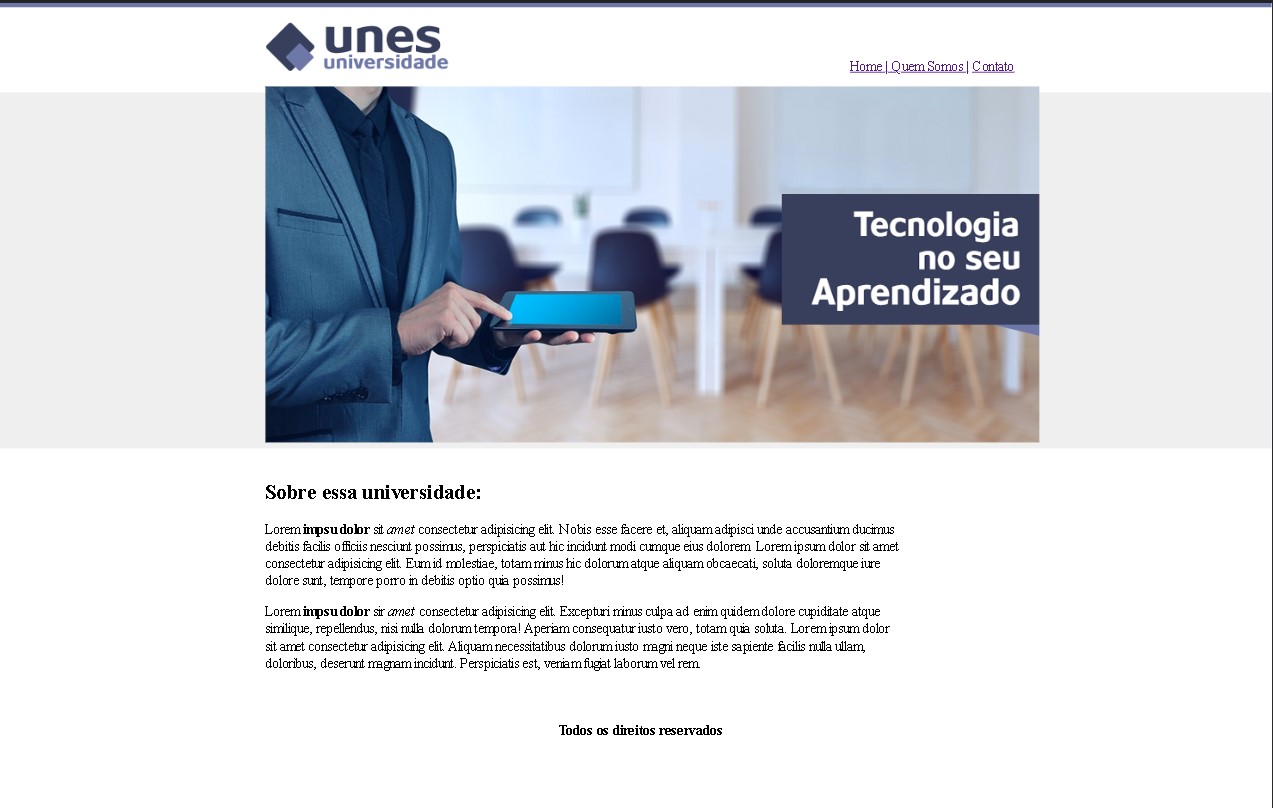 unes
universidade
Home | Quem Somos | Contato
Tecnologia
no seu
Aprendizado
Sobre essa universidade:
Lorem impsu dolor sit amet consectetur adipisicing elit. Nobis esse facere et, aliquam adipisci unde accusantium ducimus
debitis facilis officiis nesciunt possimus, perspiciatis aut hic incidunt modi cumque eius dolorem. Lorem ipsum dolor sit amet
consectetur adipisicing elit. Eum id molestiae, totam minus hic dolorum atque aliquam obcaecati, soluta doloremque iure
dolore sunt, tempore porro in debitis optio quia possimus!
Lorem impsu dolor sir amet consectetur adipisicing elit. Excepturi minus culpa ad enim quidem dolore cupiditate atque
similique, repellendus, nisi nulla dolorum tempora! Aperiam consequatur iusto vero, totam quia soluta. Lorem ipsum dolor
sit amet consectetur adipisicing elit. Aliquam necessitatibus dolorum iusto magni neque iste sapiente facilis nulla ullam,
doloribus, deserunt magnam incidunt. Perspiciatis est, veniam fugiat laborum vel rem.
Todos os direitos reservados